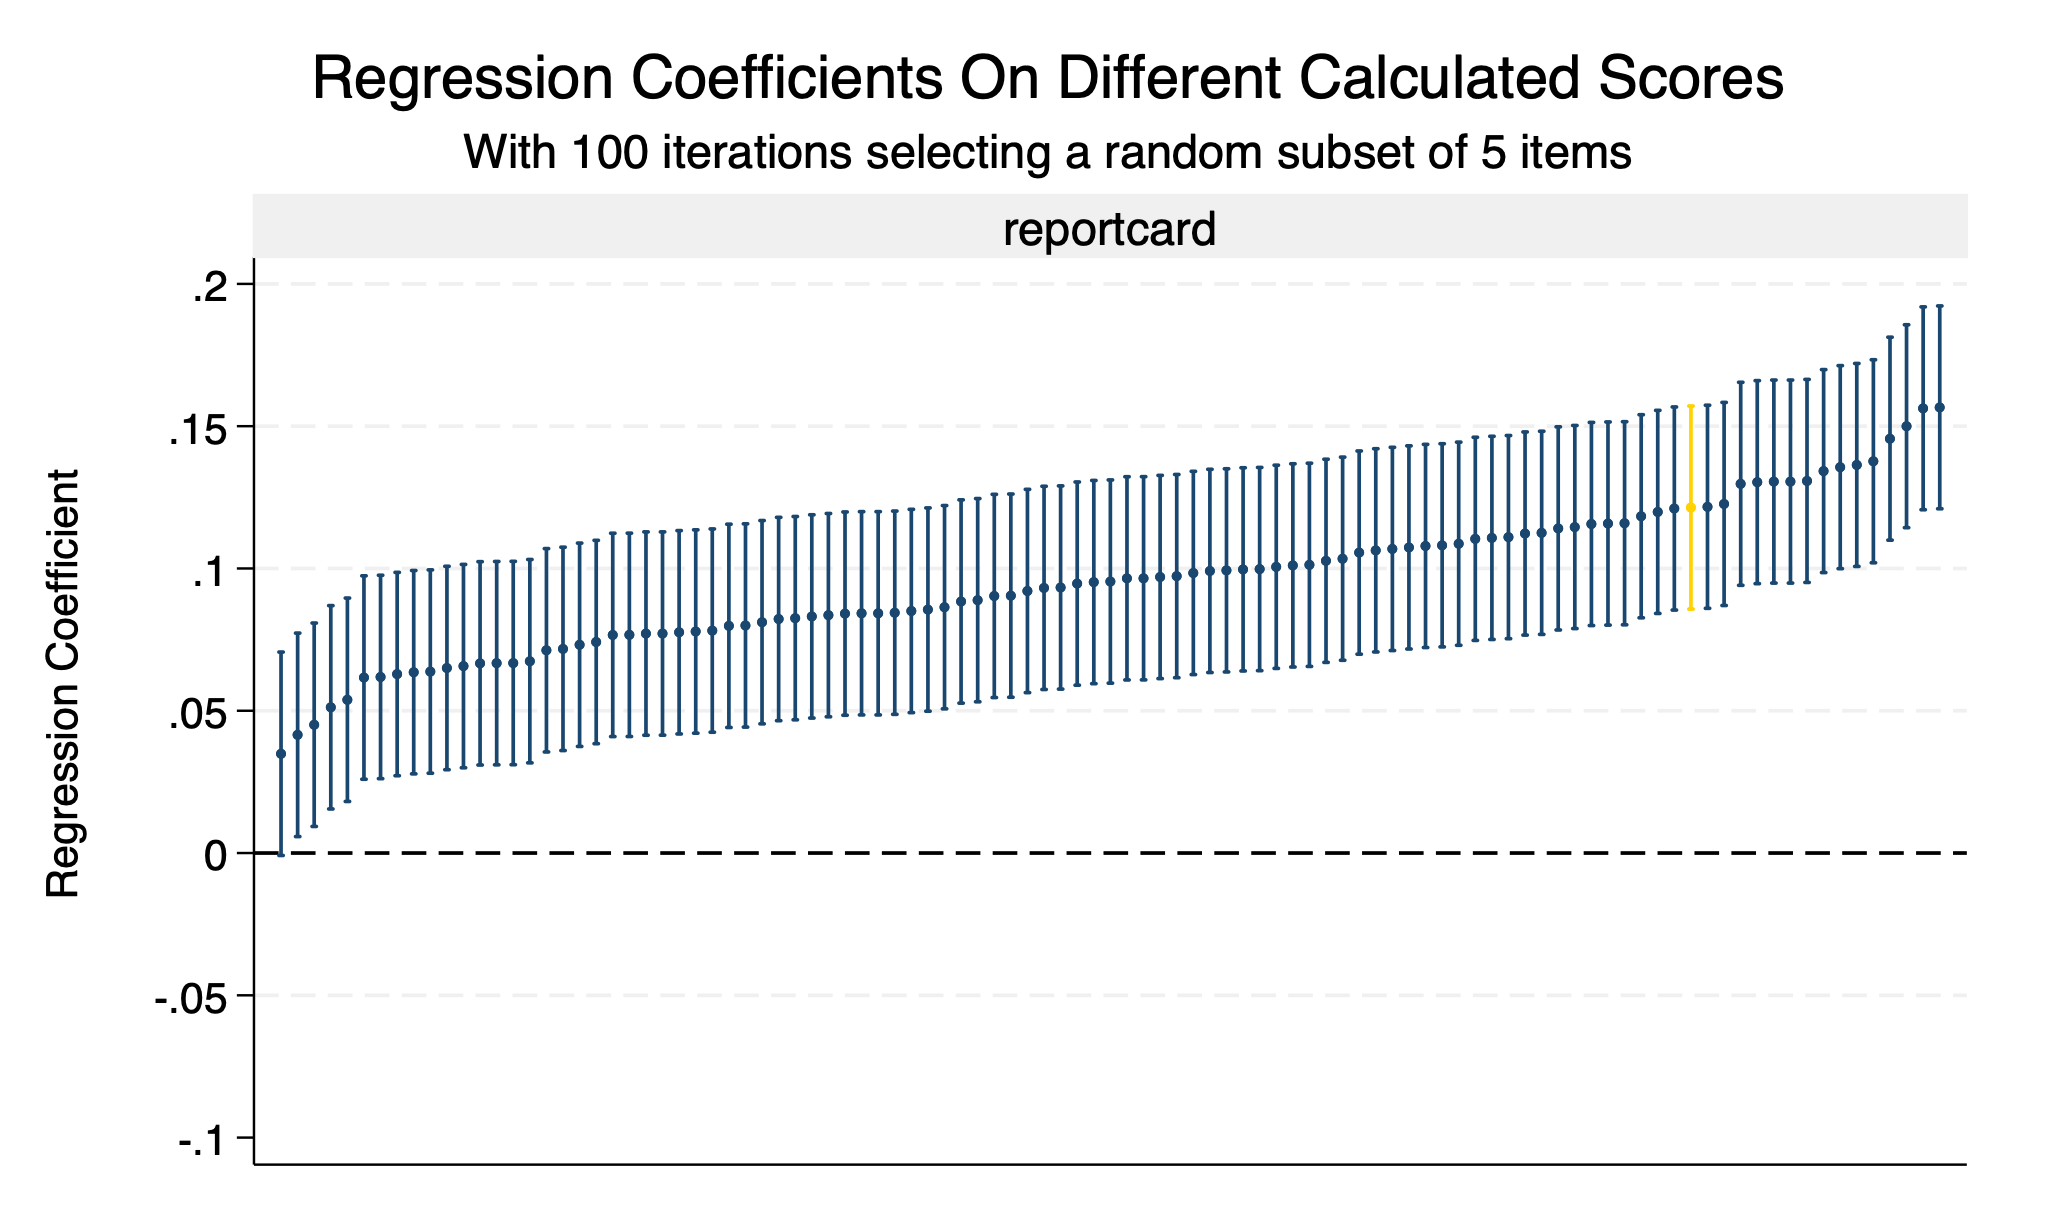 Regression Coefficients On Different Calculated Scores
With 100 iterations selecting a random subset of 5 items
reportcard
Regression Coefficient
.2
.15
.1
.05
0
-.05
-.1